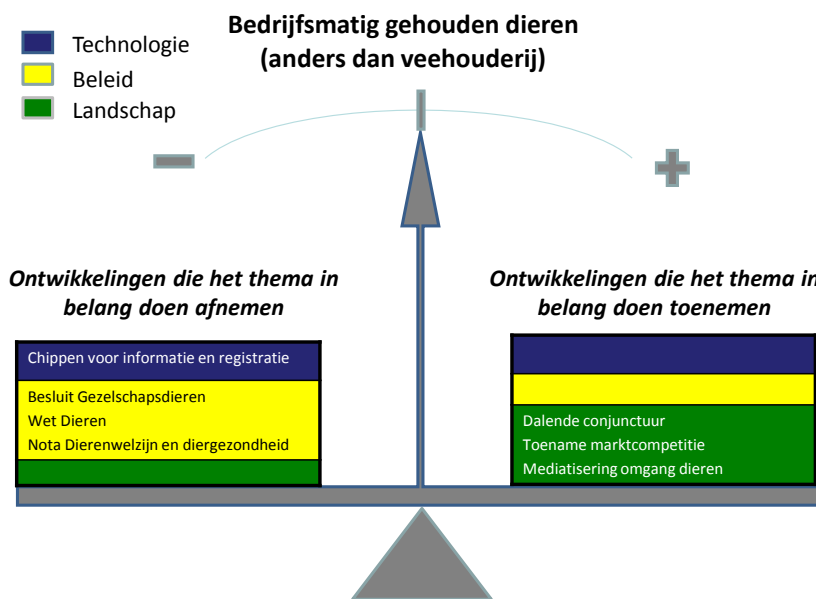 Bedrijfsmatig gehouden dieren
(anders dan veehouderij)
Technologie
Beleid
Landschap
Ontwikkelingen die het thema in
belang doen afnemen
Chippen voor informatie en registratie
Besluit Gezelschapsdieren
Wet Dieren
Nota Dierenwelzijn en diergezondheid
Ontwikkelingen die het thema in
belang doen toenemen
Dalende conjunctuur
Toename marktcompetitie
Mediatisering omgang dieren